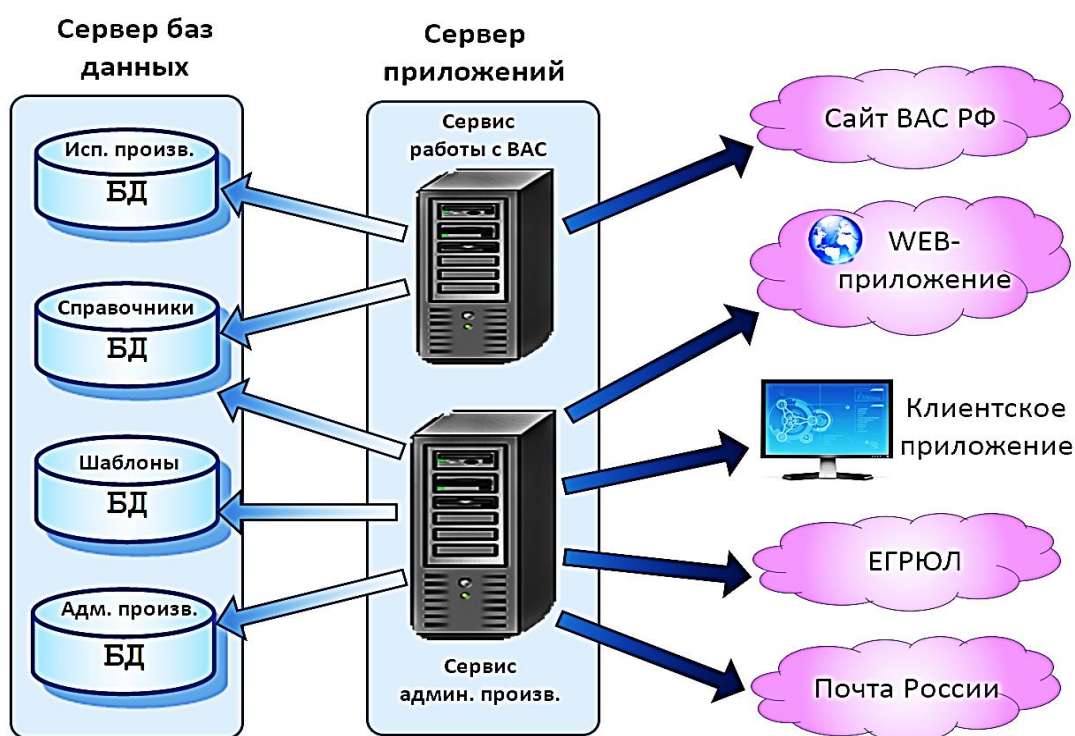 Сервер баз
данных
Исп. произв.
БД
Справочники
БД
Шаблоны
БД
Адм. произв.
БД
Сервер
приложений
Сервис
работы с ВАС
Сервис
админ. произв.
Сайт ВАС РФ
WEB-
приложение
Клиентское
приложение
ЕГРЮЛ
Почта России